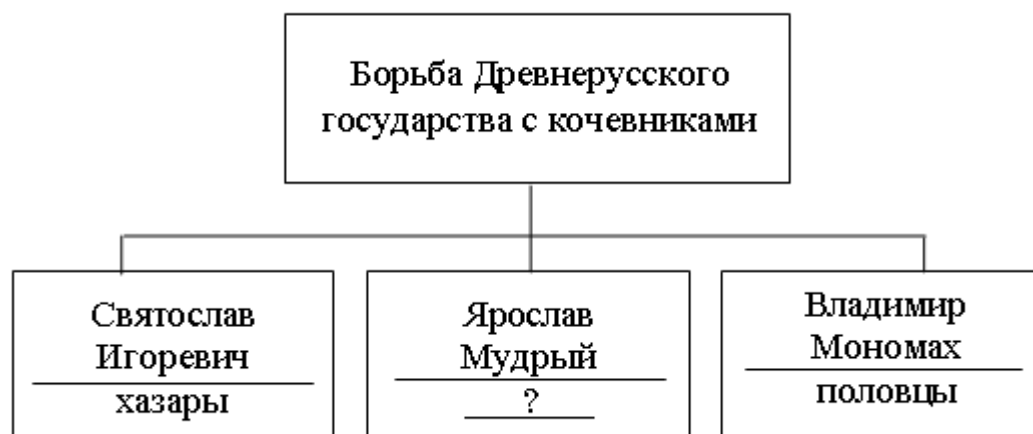 Борьба Древнерусского
государства с кочевниками
Святослав
Игоревич
хазары
Ярослав
Мудрый
?
Владимир
Мономах
половцы